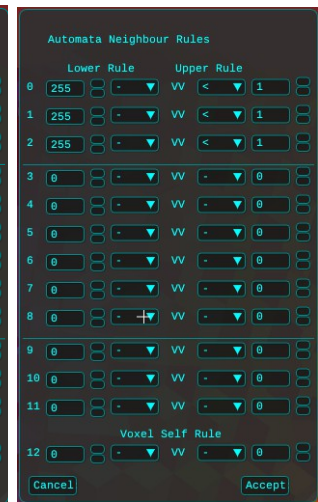 Automata Neighbour Rules
Lower Rule Upper Rule
0 255 - VV < 1
1 255 - VV < 1
2 255 - VV < 1
3 0 - VV - 0
4 0 - VV - 0
5 0 - VV - 0
6 0 - VV - 0
7 0 - VV - 0
8 0 - VV - 0
9 0 - VV - 0
10 0 - VV - 0
11 0 - VV - 0
Voxel Self Rule
12 0 - VV - 0
Cancel Accept